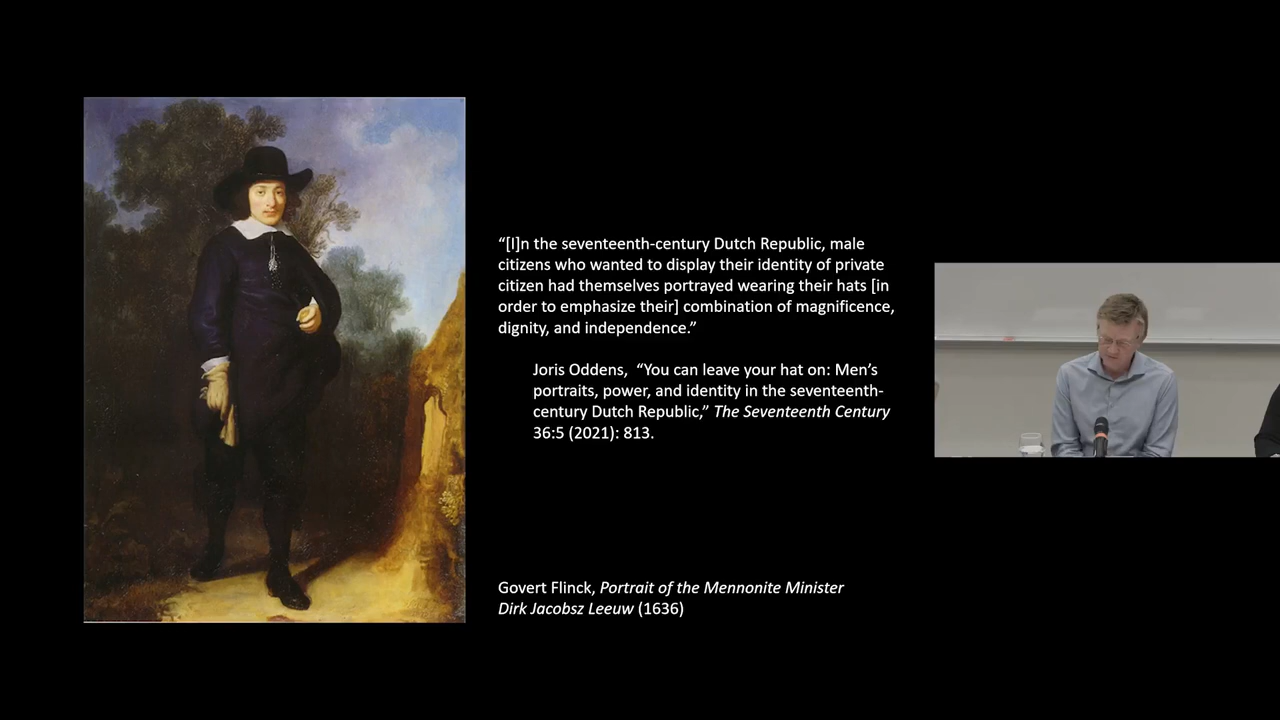 “[I]n the seventeenth-century Dutch Republic, male
citizens who wanted to display their identity of private
citizen had themselves portrayed wearing their hats [in
order to emphasize their] combination of magnificence,
dignity, and independence.”
Joris Oddens,  “You can leave your hat on: Men’s
portraits, power, and identity in the seventeenth-
century Dutch Republic,” The Seventeenth Century
36:5 (2021): 813.
Govert Flinck, Portrait of the Mennonite Minister
Dirk Jacobsz Leeuw (1636)